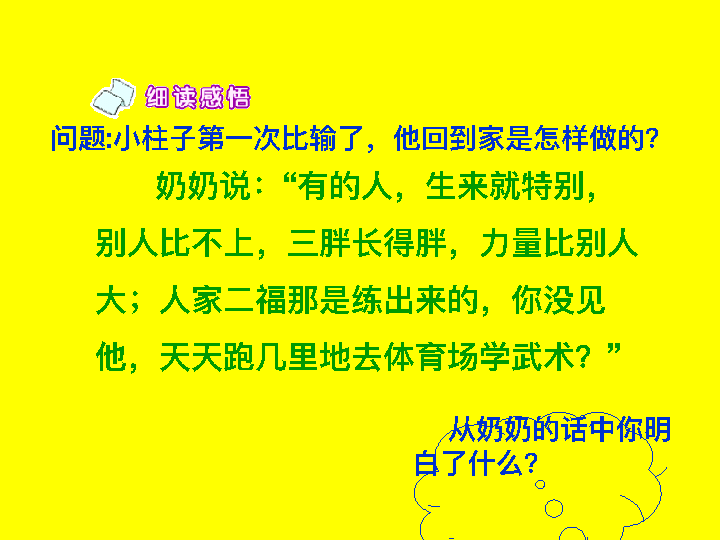 细读感悟
问题:小柱子第一次比输了，他回到家是怎样做的?
奶奶说：“有的人，生来就特别，
别人比不上，三胖长得胖，力量比别人
大；人家二福那是练出来的，你没见
他，天天跑几里地去体育场学武术？”
从奶奶的话中你明
白了什么?